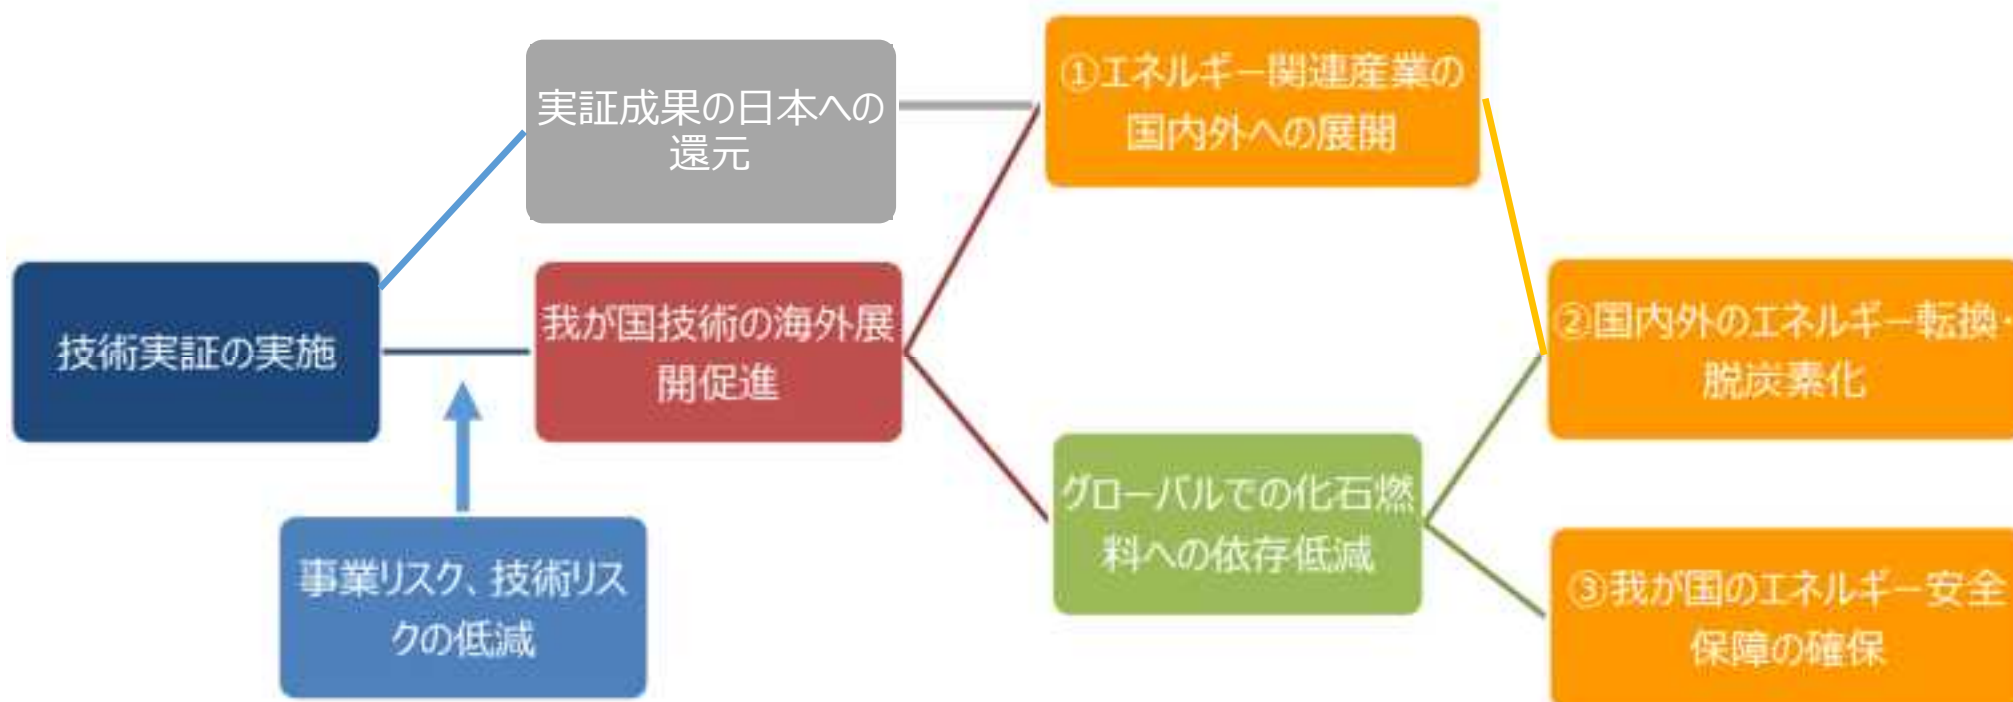 実証成果の日本への
還元
①エネルギー関連産業の
国内外への展開
技術実証の実施
我が国技術の海外展
開促進
②国内外のエネルギー転換・
脱炭素化
グローバルでの化石燃
料への依存低減
事業リスク、技術リス
クの低減
③我が国のエネルギー安全
保障の確保